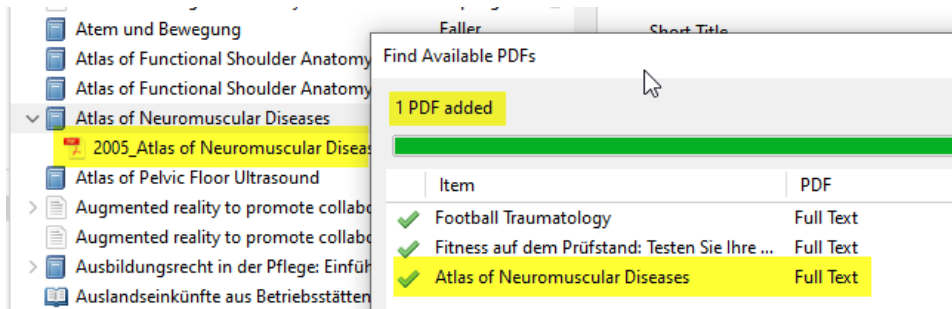 Atem und Bewegung Faller
Atlas of Functional Shoulder Anatomy
Atlas of Functional Shoulder Anatomy
Atlas of Neuromuscular Diseases
2005_Atlas of Neuromuscular Diseas
Atlas of Pelvic Floor Ultrasound
Augmented reality to promote collabo
Augmented reality to promote collabo
Ausbildungsrecht in der Pflege: Einfüh
Auslandseinkünfte aus Betriebsstätten
Short Title
Find Available PDFs
1 PDF added
Item PDF
Football Traumatology Full Text
Fitness auf dem Prüfstand: Testen Sie Ihre ... Full Text
Atlas of Neuromuscular Diseases Full Text